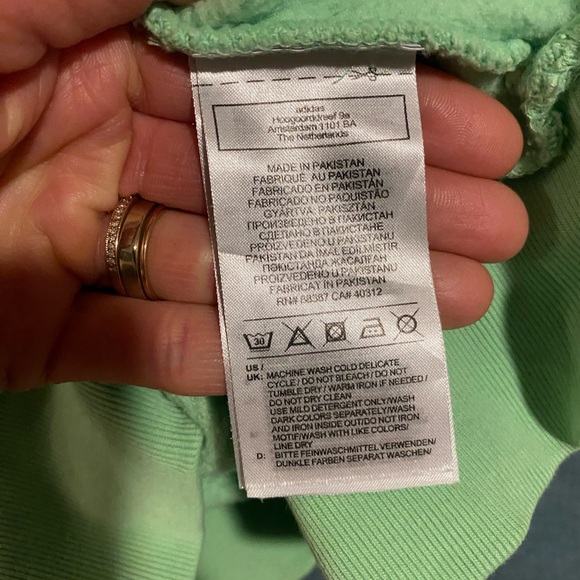 adidas
Hoogoorddreef 9a
Amsterdam 1101 BA
The Netherlands
MADE IN PAKISTAN
FABRIQUÉ AU PAKISTAN
FABRICADO EN PAKISTÁN
FABRICADO NO PAQUISTÃO
GYÁRTVA: PAKISZTÁN
ПРОИЗВЕДЕНО В ПАКИСТАН
СДЕЛАНО В ПАКИСТАНЕ
PROIZVEDENO U PAKISTANU
PAKISTAN'DA İMAL EDİLMİŞTİR
ПӘКІСТАНДА ЖАСАЛҒАН
PROIZVEDENO U PAKISTANU
FABRICAT IN PAKISTAN
RN# 88387 CA# 40312
30
US /
UK: MACHINE WASH COLD DELICATE
CYCLE / DO NOT BLEACH / DO NOT
TUMBLE DRY / WARM IRON IF NEEDED /
DO NOT DRY CLEAN
USE MILD DETERGENT ONLY/WASH
DARK COLORS SEPARATELY/WASH
AND IRON INSIDE OUT/DO NOT IRON
MOTIF/WASH WITH LIKE COLORS/
LINE DRY
D: BITTE FEINWASCHMITTEL VERWENDEN/
DUNKLE FARBEN SEPARAT WASCHEN/